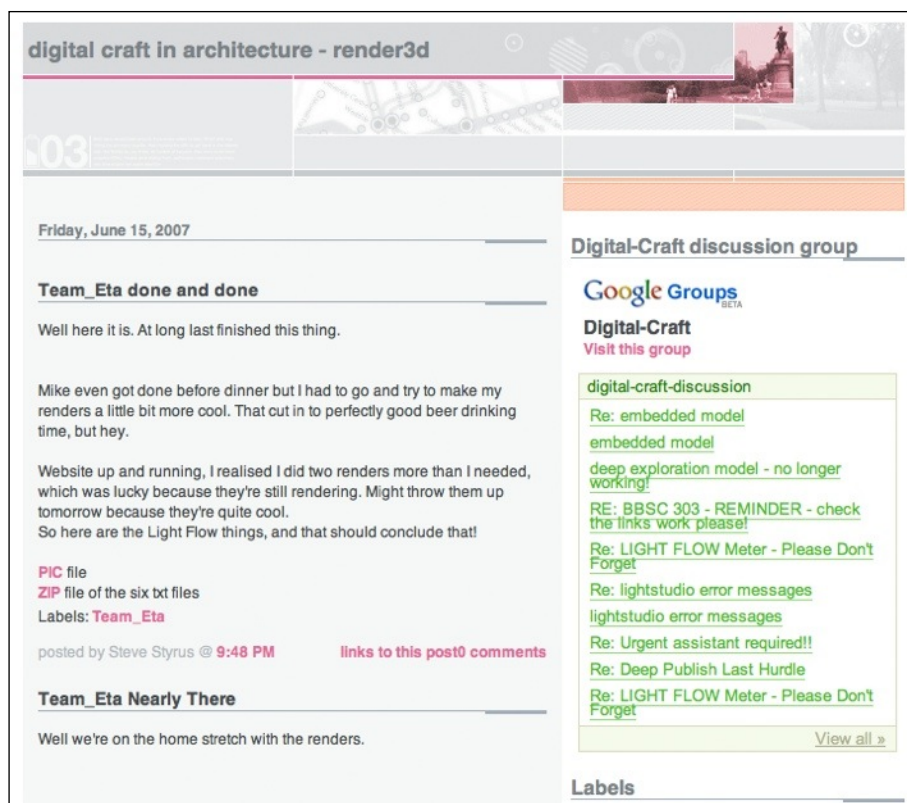 digital craft in architecture - render3d
03
Friday, June 15, 2007
Team_Eta done and done
Well here it is. At long last finished this thing.
Mike even got done before dinner but I had to go and try to make my
renders a little bit more cool. That cut in to perfectly good beer drinking
time, but hey.
Website up and running, I realised I did two renders more than I needed,
which was lucky because they're still rendering. Might throw them up
tomorrow because they're quite cool.
So here are the Light Flow things, and that should conclude that!
PIC file
ZIP file of the six txt files
Labels: Team_Eta
posted by Steve Styrus @ 9:48 PM links to this post0 comments
Team_Eta Nearly There
Well we're on the home stretch with the renders.
Digital-Craft discussion group
Google Groups
BETA
Digital-Craft
Visit this group
digital-craft-discussion
Re: embedded model
embedded model
deep exploration model - no longer
working!
RE: BBSC 303 - REMINDER - check
the links work please!
Re: LIGHT FLOW Meter - Please Don't
Forget
Re: lightstudio error messages
lightstudio error messages
Re: Urgent assistant required!!
Re: Deep Publish Last Hurdle
Re: LIGHT FLOW Meter - Please Don't
Forget
View all »
Labels